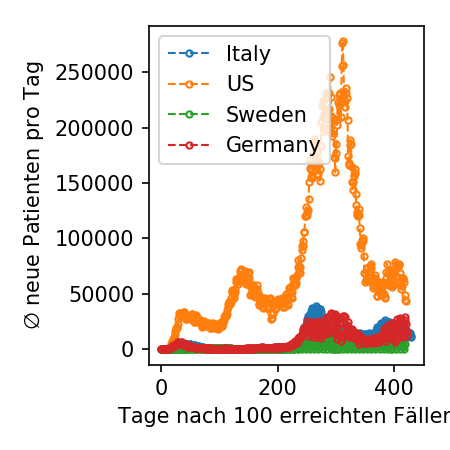 Italy
US
Sweden
Germany
250000
200000
150000
100000
50000
0
∅ neue Patienten pro Tag
0 200 400
Tage nach 100 erreichten Fällen